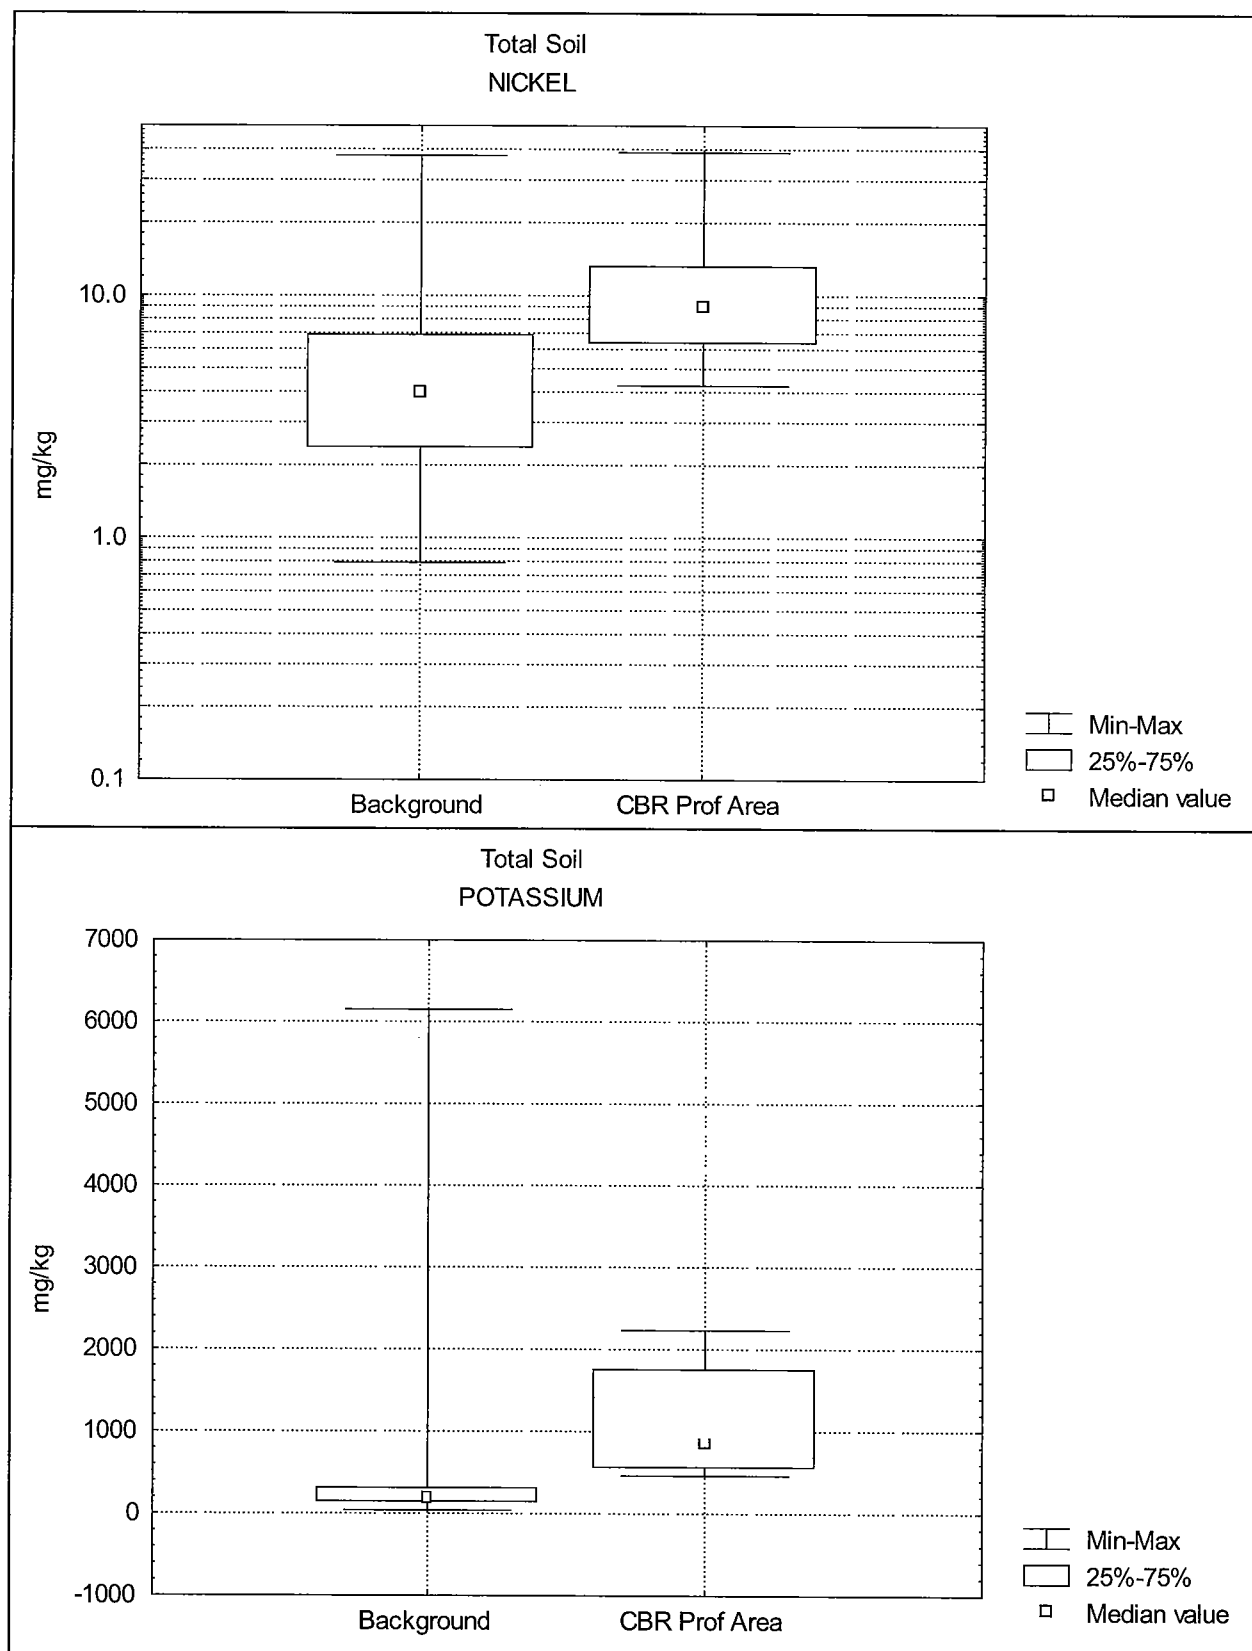 Total Soil
NICKEL
mg/kg
10.0
1.0
0.1
Background
CBR Prof Area
Min-Max
25%-75%
Median value
Total Soil
POTASSIUM
mg/kg
7000
6000
5000
4000
3000
2000
1000
0
-1000
Background
CBR Prof Area
Min-Max
25%-75%
Median value